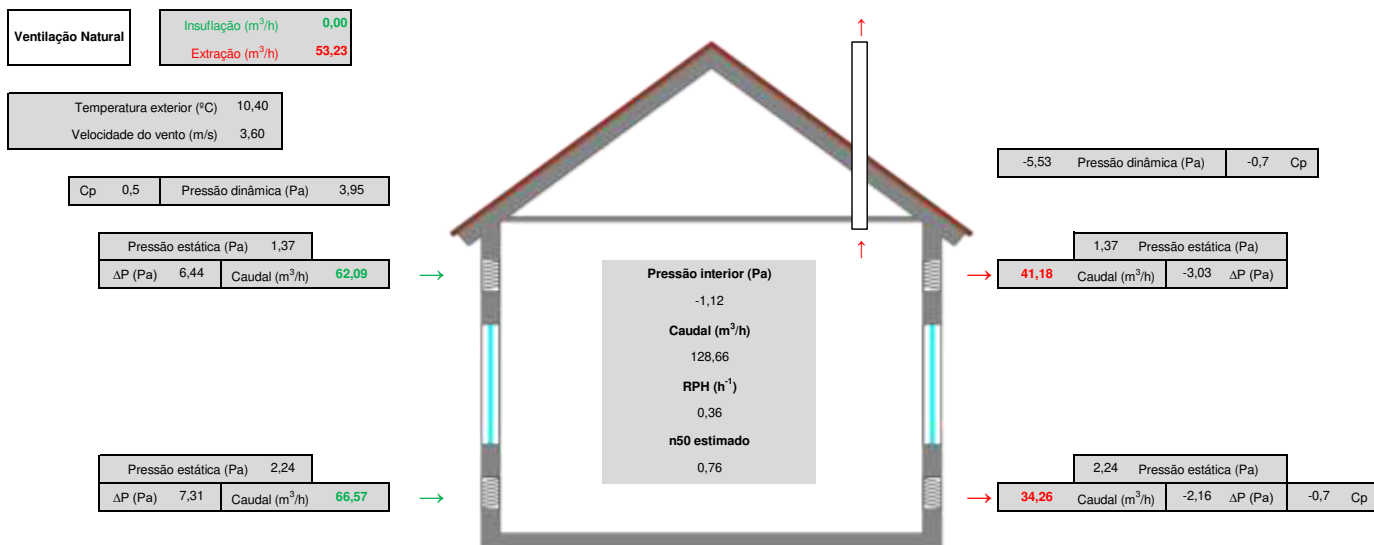 Ventilação Natural
Insuflação (m³/h) 0,00
Extração (m³/h) 53,23
Temperatura exterior (ºC) 10,40
Velocidade do vento (m/s) 3,60
-5,53 Pressão dinâmica (Pa) -0,7 Cp
Cp 0,5 Pressão dinâmica (Pa) 3,95
Pressão estática (Pa) 1,37
ΔP (Pa) 6,44 Caudal (m³/h) 62,09 →
↑
↑
Pressão interior (Pa)
-1,12
Caudal (m³/h)
128,66
RPH (h⁻¹)
0,36
n50 estimado
0,76
1,37 Pressão estática (Pa)
→ 41,18 Caudal (m³/h) -3,03 ΔP (Pa)
Pressão estática (Pa) 2,24
ΔP (Pa) 7,31 Caudal (m³/h) 66,57 →
2,24 Pressão estática (Pa)
→ 34,26 Caudal (m³/h) -2,16 ΔP (Pa) -0,7 Cp